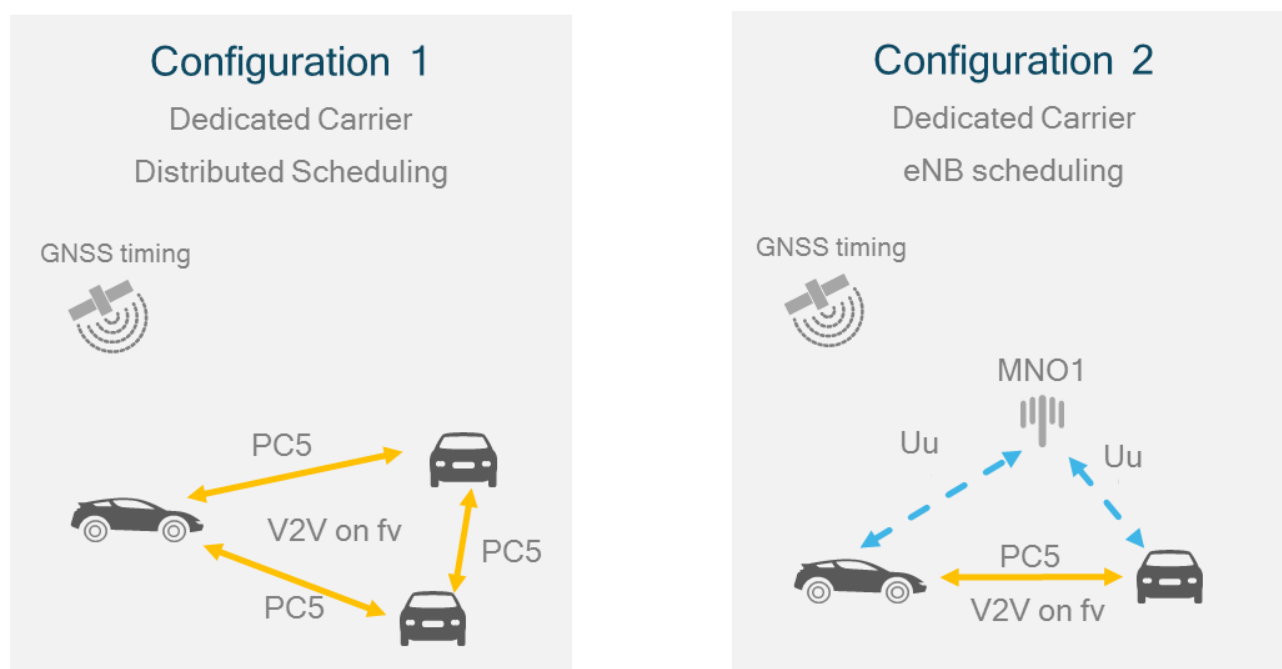 Configuration 1
Dedicated Carrier
Distributed Scheduling
GNSS timing
PC5
V2V on fv
PC5
PC5
Configuration 2
Dedicated Carrier
eNB scheduling
GNSS timing
MNO1
Uu
Uu
PC5
V2V on fv